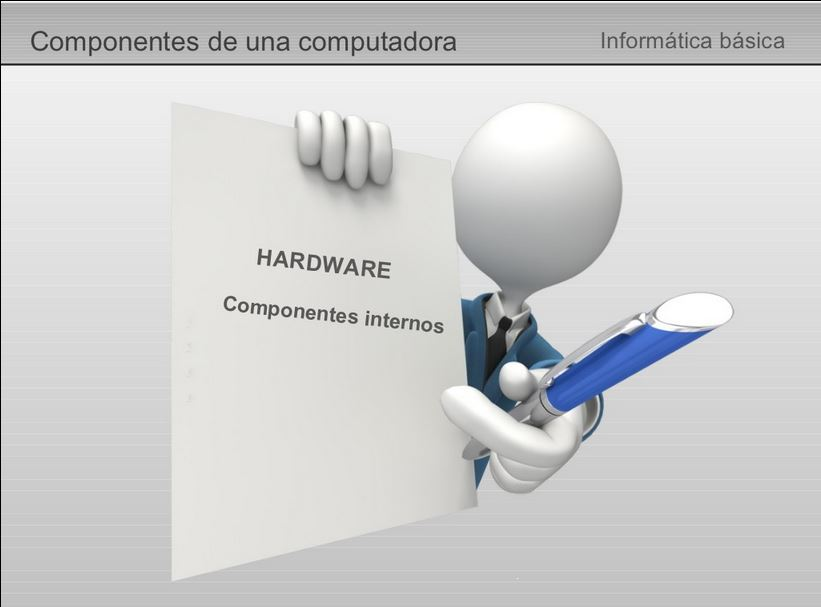 Componentes de una computadora
Informática básica
HARDWARE
Componentes internos